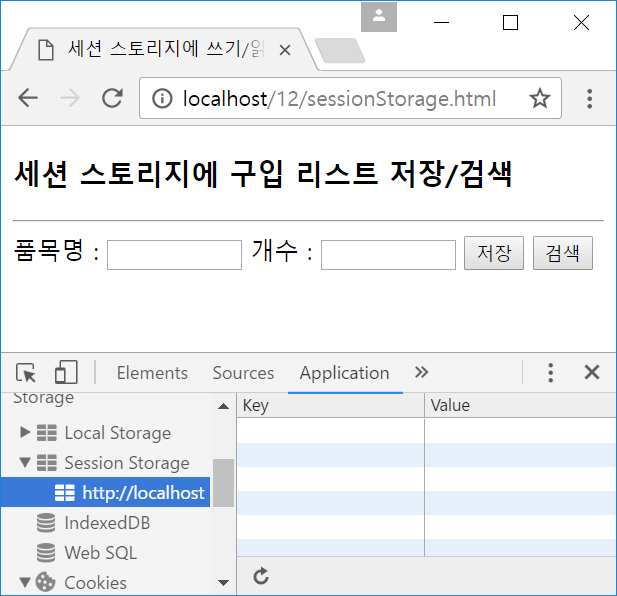 세션 스토리지에 쓰기/읽
localhost/12/sessionStorage.html
세션 스토리지에 구입 리스트 저장/검색
품목명 : 개수 : 저장 검색
Elements Sources Application
Storage
Key Value
Local Storage
Session Storage
http://localhost
IndexedDB
Web SQL
Cookies